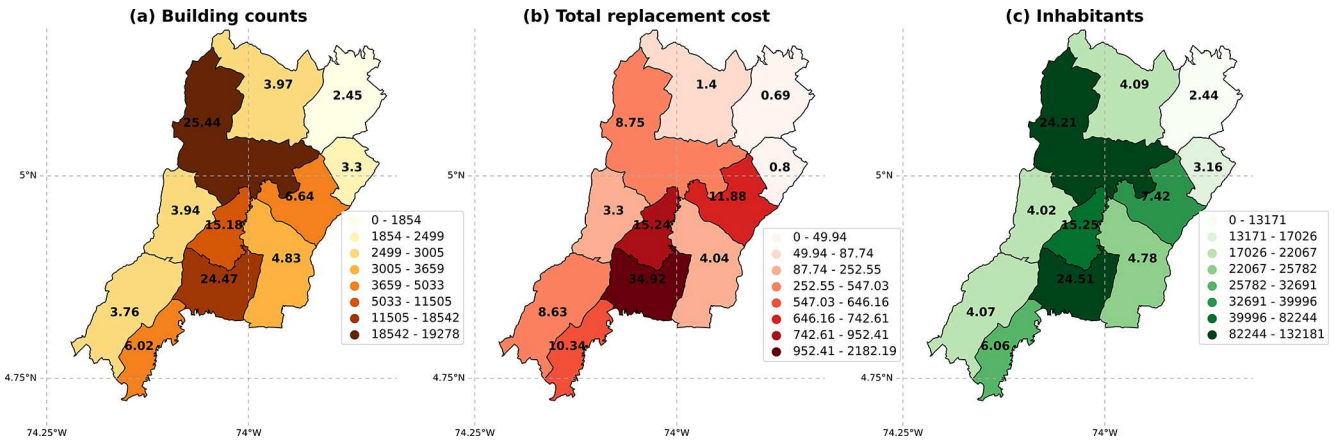 (a) Building counts
3.97
2.45
25.44
3.3
5°N
6.64
3.94
15.18
4.83
24.47
3.76
6.02
4.75°N
74.25°W
74°W
0 - 1854
1854 - 2499
2499 - 3005
3005 - 3659
3659 - 5033
5033 - 11505
11505 - 18542
18542 - 19278
(b) Total replacement cost
1.4
0.69
8.75
0.8
5°N
11.88
3.3
15.24
4.04
34.92
8.63
10.34
4.75°N
74.25°W
74°W
0 - 49.94
49.94 - 87.74
87.74 - 252.55
252.55 - 547.03
547.03 - 646.16
646.16 - 742.61
742.61 - 952.41
952.41 - 2182.19
(c) Inhabitants
4.09
2.44
24.21
3.16
5°N
7.42
4.02
15.25
4.78
24.51
4.07
6.06
4.75°N
74.25°W
74°W
0 - 13171
13171 - 17026
17026 - 22067
22067 - 25782
25782 - 32691
32691 - 39996
39996 - 82244
82244 - 132181